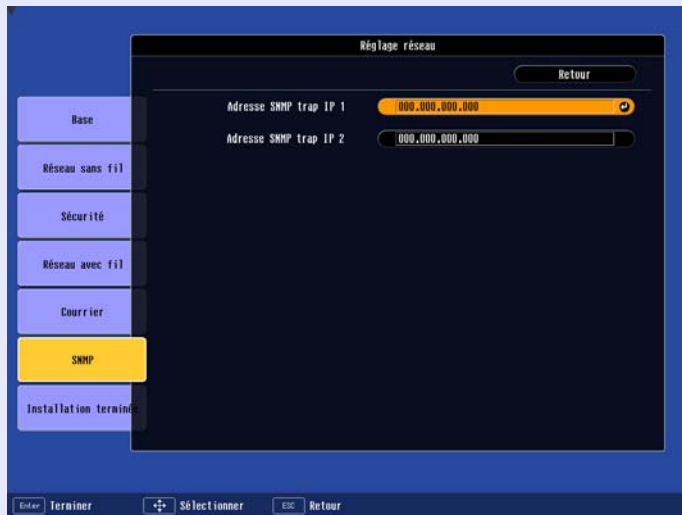 Réglage réseau
Retour
Adresse SNMP trap IP 1 000.000.000.000
Adresse SNMP trap IP 2 000.000.000.000
Base
Réseau sans fil
Sécurité
Réseau avec fil
Courrier
SNMP
Installation terminée
Enter Terminer Sélectionner ESC Retour